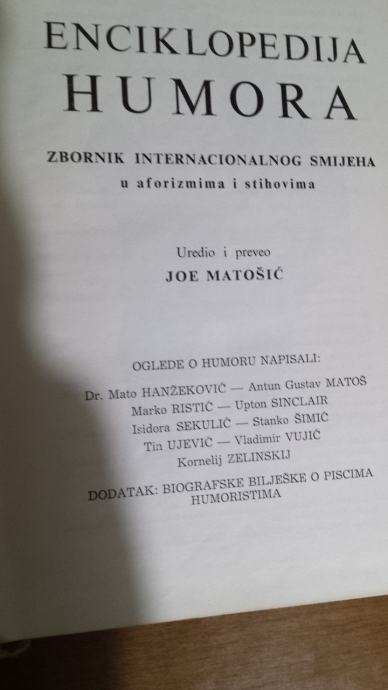 ENCIKLOPEDIJA
HUMORA
ZBORNIK INTERNACIONALNOG SMIJEHA
u aforizmima i stihovima
Uredio i preveo
JOE MATOŠIĆ
OGLEDE O HUMORU NAPISALI:
Dr. Mato HANŽEKOVIĆ — Antun Gustav MATOŠ
Marko RISTIĆ — Upton SINCLAIR
Isidora SEKULIĆ — Stanko ŠIMIĆ
Tin UJEVIĆ — Vladimir VUJIĆ
Kornelij ZELINSKIJ
DODATAK: BIOGRAFSKE BILJEŠKE O PISCIMA
HUMORISTIMA